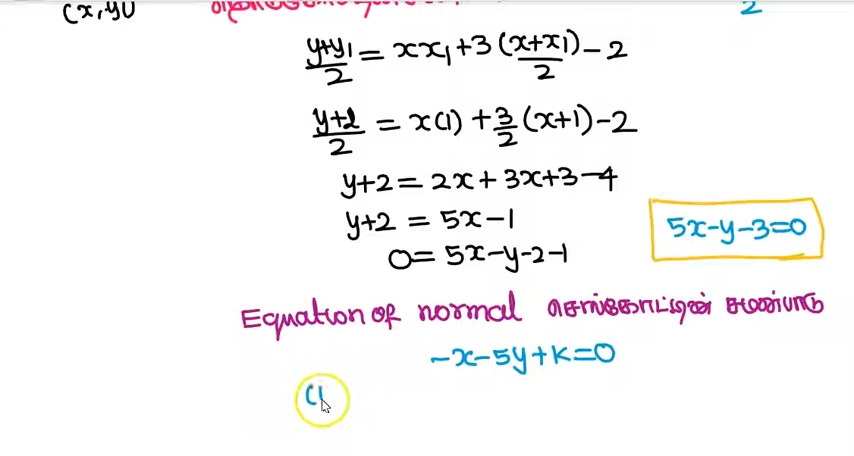 (x, y)
2
(y+y₁)/2 = xx₁ + 3 (x+x₁)/2 − 2
(y+2)/2 = x(1) + 3/2 (x+1) − 2
y+2 = 2x + 3x + 3 − 4
y+2 = 5x − 1
5x − y − 3 = 0
0 = 5x − y − 2 − 1
Equation of normal செங்கோட்டின் சமன்பாடு
−x − 5y + k = 0
(1